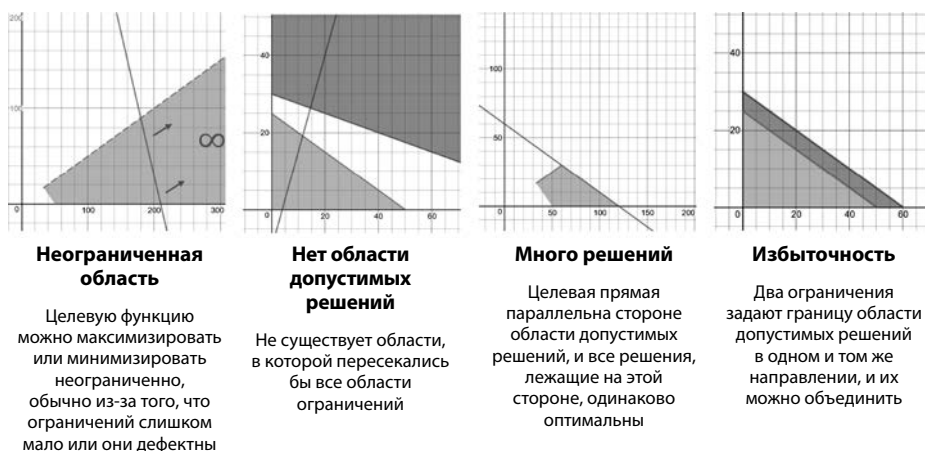 200
100
0
100
200
300
∞
40
20
0
20
40
60
100
50
0
50
100
150
200
40
20
0
20
40
60
Неограниченная
область
Целевую функцию
можно максимизировать
или минимизировать
неограниченно,
обычно из-за того, что
ограничений слишком
мало или они дефектны
Нет области
допустимых
решений
Не существует области,
в которой пересекались
бы все области
ограничений
Много решений
Целевая прямая
параллельна стороне
области допустимых
решений, и все решения,
лежащие на этой
стороне, одинаково
оптимальны
Избыточность
Два ограничения
задают границу области
допустимых решений
в одном и том же
направлении, и их
можно объединить